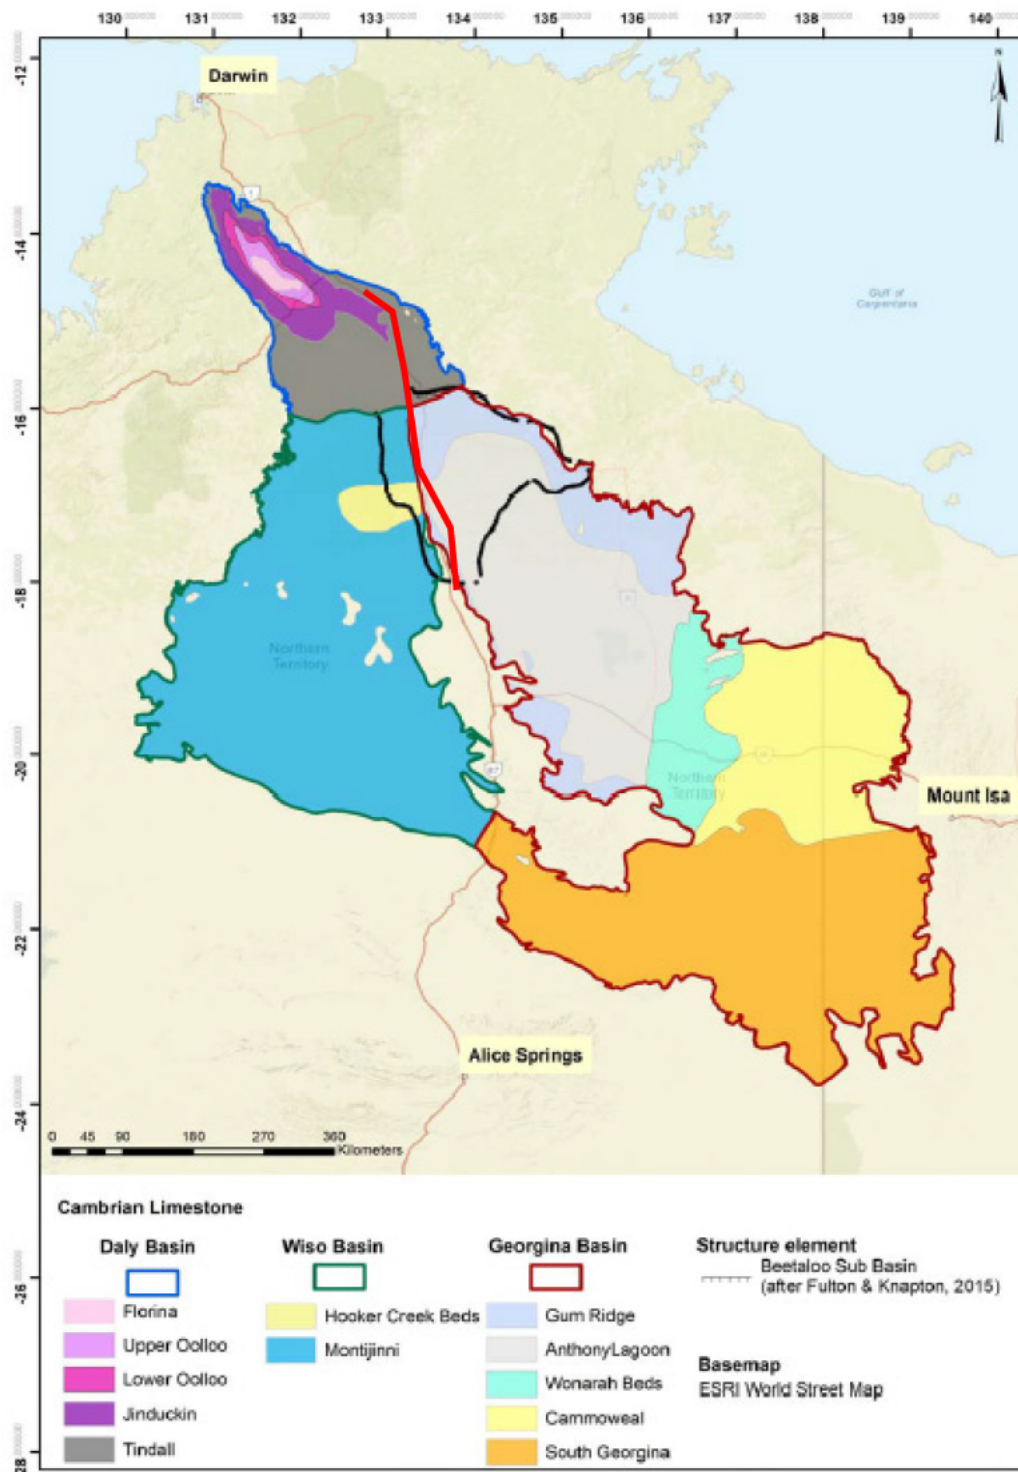 130 131 132 133 134 135 136 137 138 139 140
-12
Darwin
N
-14
Gulf of
Carpentaria
-16
-18
Northern
Territory
-20
87
Northern
Territory
Mount Isa
-22
Alice Springs
-24
0 45 90 180 270 360
Kilometers
Cambrian Limestone
Daly Basin
Florina
Upper Oolloo
Lower Oolloo
Jinduckin
Tindall
Wiso Basin
Hooker Creek Beds
Montijinni
Georgina Basin
Gum Ridge
AnthonyLagoon
Wonarah Beds
Cammoweal
South Georgina
Structure element
Beetaloo Sub Basin
(after Fulton & Knapton, 2015)
Basemap
ESRI World Street Map
-26
-28